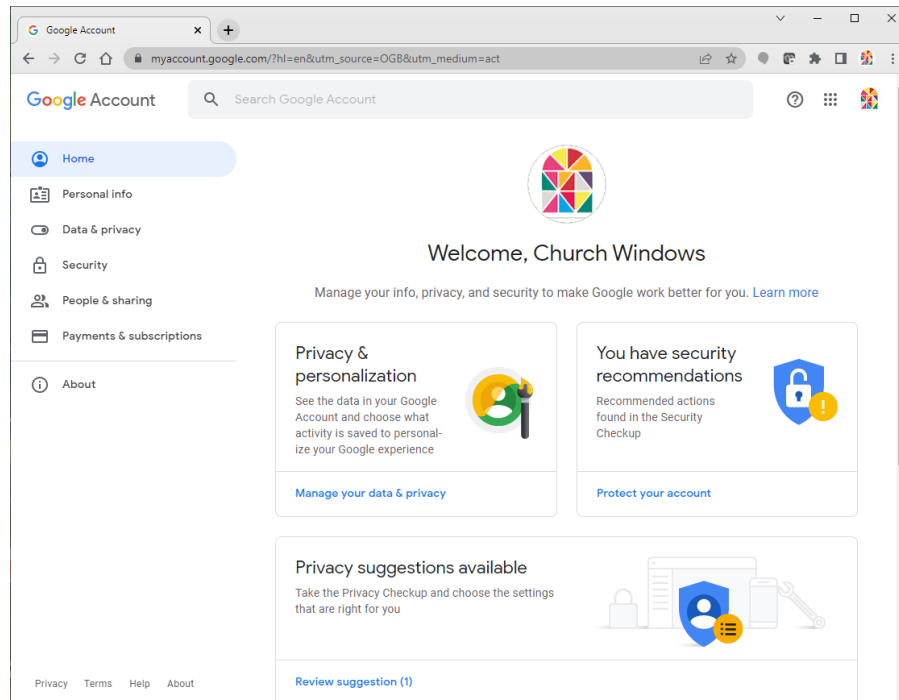 Google Account
myaccount.google.com/?hl=en&utm_source=OGB&utm_medium=act
Google Account
Search Google Account
Home
Personal info
Data & privacy
Security
People & sharing
Payments & subscriptions
About
Welcome, Church Windows
Manage your info, privacy, and security to make Google work better for you. Learn more
Privacy &
personalization
See the data in your Google
Account and choose what
activity is saved to personal-
ize your Google experience
Manage your data & privacy
You have security
recommendations
Recommended actions
found in the Security
Checkup
Protect your account
Privacy suggestions available
Take the Privacy Checkup and choose the settings
that are right for you
Review suggestion (1)
Privacy Terms Help About